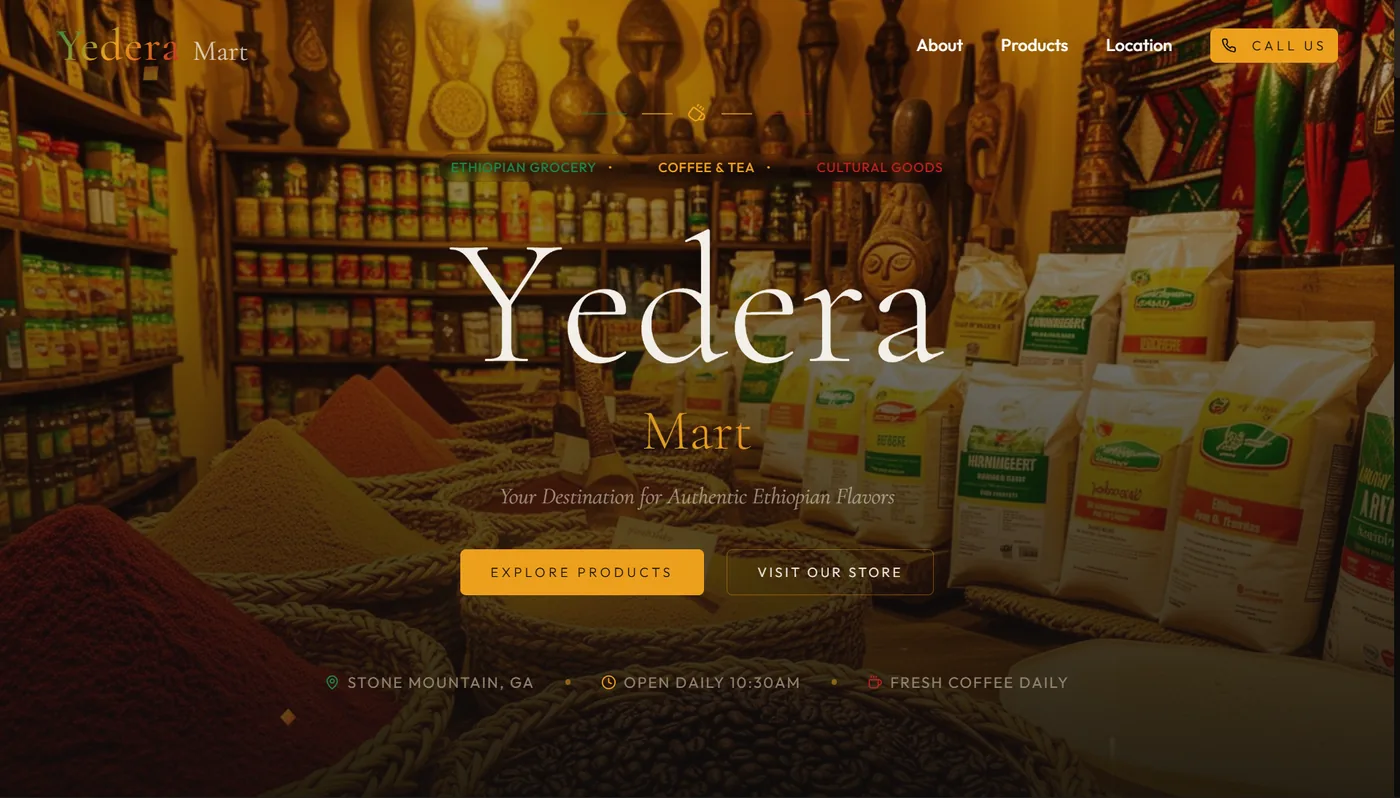 Yedera Mart
About Products Location CALL US
ETHIOPIAN GROCERY · COFFEE & TEA · CULTURAL GOODS
Yedera
Mart
Your Destination for Authentic Ethiopian Flavors
EXPLORE PRODUCTS VISIT OUR STORE
STONE MOUNTAIN, GA • OPEN DAILY 10:30AM • FRESH COFFEE DAILY